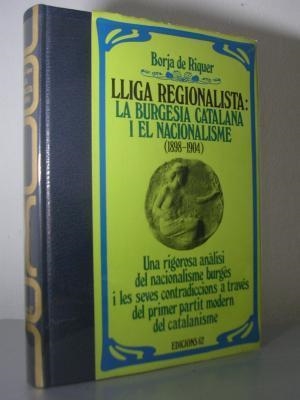 Borja de Riquer
LLIGA REGIONALISTA:
LA BURGESIA CATALANA
I EL NACIONALISME
(1898-1904)
Una rigorosa anàlisi
del nacionalisme burgès
i les seves contradiccions a través
del primer partit modern
del catalanisme
EDICIONS 62